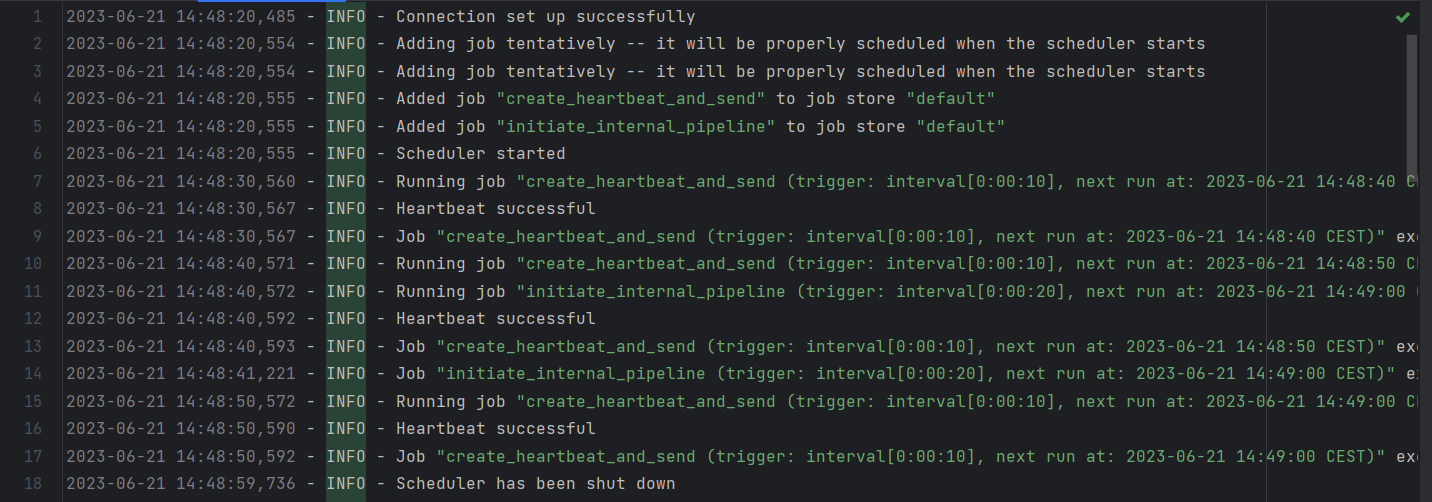 1 2023-06-21 14:48:20,485 - INFO - Connection set up successfully
2 2023-06-21 14:48:20,554 - INFO - Adding job tentatively -- it will be properly scheduled when the scheduler starts
3 2023-06-21 14:48:20,554 - INFO - Adding job tentatively -- it will be properly scheduled when the scheduler starts
4 2023-06-21 14:48:20,555 - INFO - Added job "create_heartbeat_and_send" to job store "default"
5 2023-06-21 14:48:20,555 - INFO - Added job "initiate_internal_pipeline" to job store "default"
6 2023-06-21 14:48:20,555 - INFO - Scheduler started
7 2023-06-21 14:48:30,560 - INFO - Running job "create_heartbeat_and_send (trigger: interval[0:00:10], next run at: 2023-06-21 14:48:40
8 2023-06-21 14:48:30,567 - INFO - Heartbeat successful
9 2023-06-21 14:48:30,567 - INFO - Job "create_heartbeat_and_send (trigger: interval[0:00:10], next run at: 2023-06-21 14:48:40 CEST)"
10 2023-06-21 14:48:40,571 - INFO - Running job "create_heartbeat_and_send (trigger: interval[0:00:10], next run at: 2023-06-21 14:48:50
11 2023-06-21 14:48:40,572 - INFO - Running job "initiate_internal_pipeline (trigger: interval[0:00:20], next run at: 2023-06-21 14:49:00
12 2023-06-21 14:48:40,592 - INFO - Heartbeat successful
13 2023-06-21 14:48:40,593 - INFO - Job "create_heartbeat_and_send (trigger: interval[0:00:10], next run at: 2023-06-21 14:48:50 CEST)"
14 2023-06-21 14:48:41,221 - INFO - Job "initiate_internal_pipeline (trigger: interval[0:00:20], next run at: 2023-06-21 14:49:00 CEST)"
15 2023-06-21 14:48:50,572 - INFO - Running job "create_heartbeat_and_send (trigger: interval[0:00:10], next run at: 2023-06-21 14:49:00
16 2023-06-21 14:48:50,590 - INFO - Heartbeat successful
17 2023-06-21 14:48:50,592 - INFO - Job "create_heartbeat_and_send (trigger: interval[0:00:10], next run at: 2023-06-21 14:49:00 CEST)"
18 2023-06-21 14:48:59,736 - INFO - Scheduler has been shut down